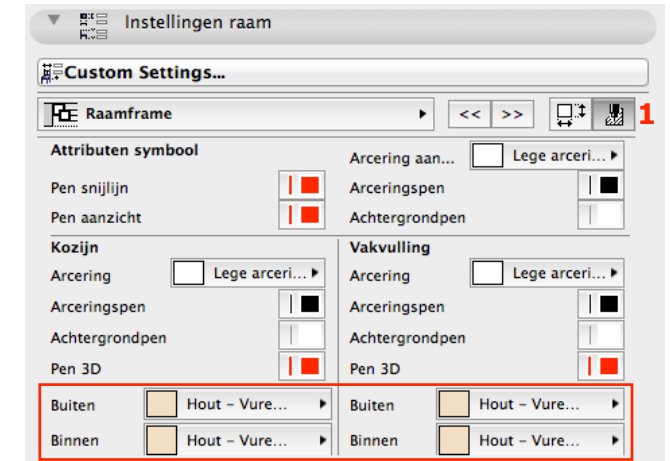 Instellingen raam
Custom Settings...
Raamframe << >> 1
Attributen symbool
Arcering aan... Lege arceri...
Pen snijlijn Arceringspen
Pen aanzicht Achtergrondpen
Kozijn Vakvulling
Arcering Lege arceri... Arcering Lege arceri...
Arceringspen Arceringspen
Achtergrondpen Achtergrondpen
Pen 3D Pen 3D
Buiten Hout – Vure... Buiten Hout – Vure...
Binnen Hout – Vure... Binnen Hout – Vure...